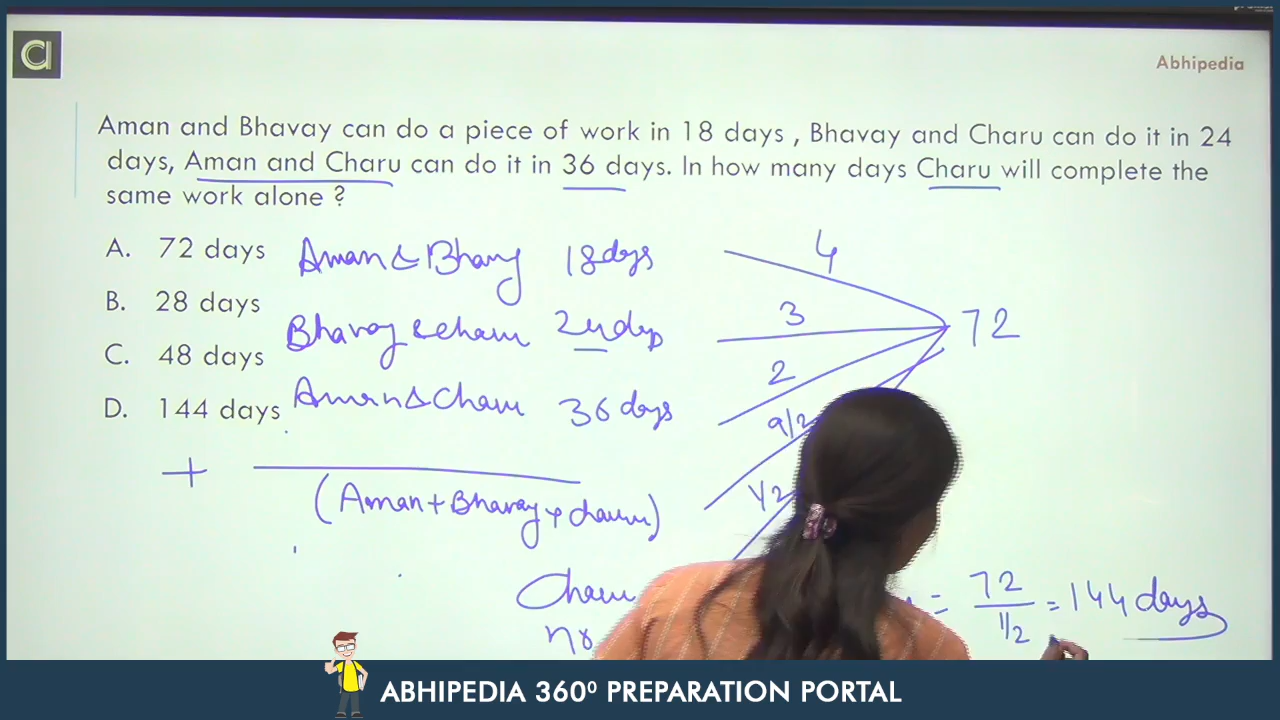 Abhipedia
Aman and Bhavay can do a piece of work in 18 days , Bhavay and Charu can do it in 24
days, Aman and Charu can do it in 36 days. In how many days Charu will complete the
same work alone ?
A. 72 days
B. 28 days
C. 48 days
D. 144 days
Aman & Bhavy 18 days
4
Bhavay & Charu 24 days
3
72
Aman & Charu 36 days
2
9/2
+
(Aman + Bhavay + Charu)
1/2
Charu
= 72 / 1/2 = 144 days
ABHIPEDIA 360⁰ PREPARATION PORTAL